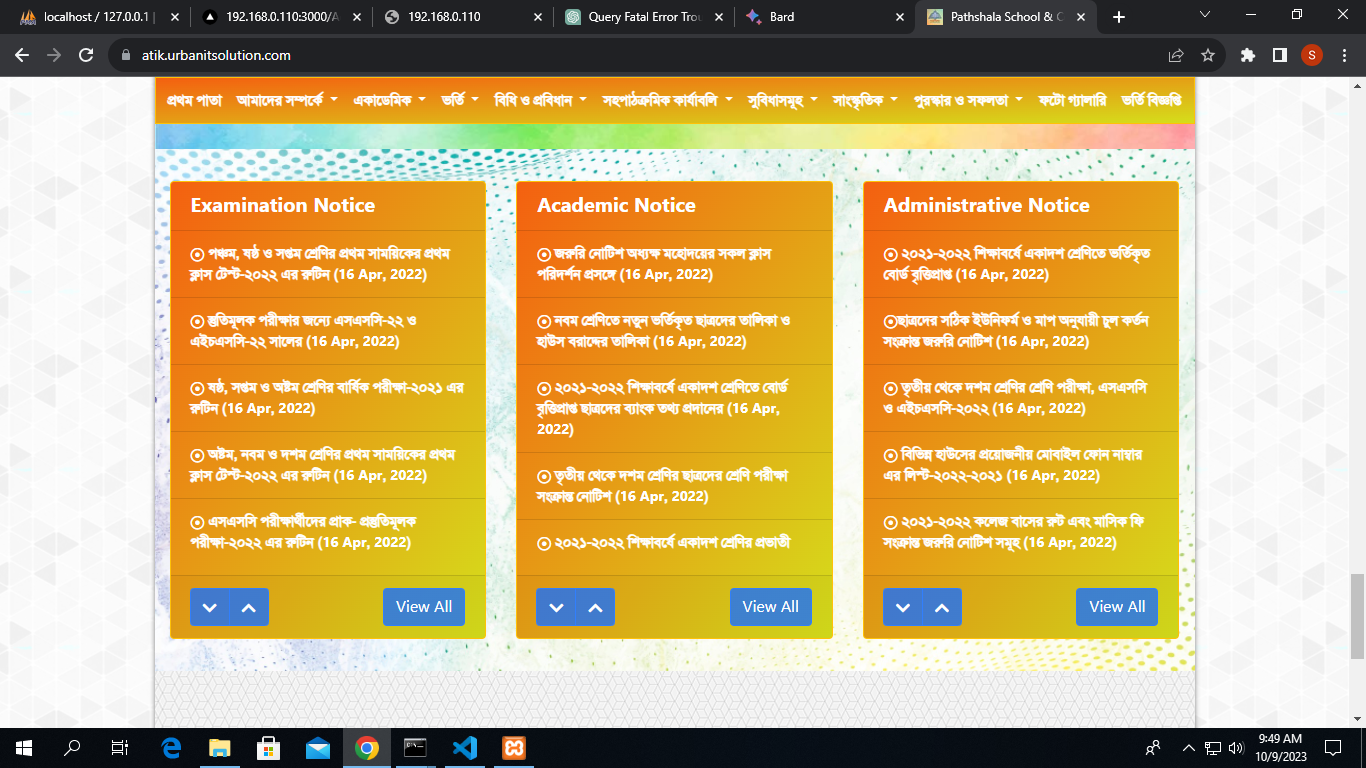 localhost / 127.0.0.1 |
192.168.0.110:3000/A
192.168.0.110
Query Fatal Error Trou
Bard
Pathshala School & C
atik.urbanitsolution.com
S
প্রথম পাতা আমাদের সম্পর্কে একাডেমিক ভর্তি বিধি ও প্রবিধান সহপাঠক্রমিক কার্যাবলি সুবিধাসমূহ সাংস্কৃতিক পুরস্কার ও সফলতা ফটো গ্যালারি ভর্তি বিজ্ঞপ্তি
Examination Notice
পঞ্চম, ষষ্ঠ ও সপ্তম শ্রেণির প্রথম সাময়িকের প্রথম
ক্লাস টেস্ট-২০২২ এর রুটিন (16 Apr, 2022)
স্তুতিমূলক পরীক্ষার জন্যে এসএসসি-২২ ও
এইচএসসি-২২ সালের (16 Apr, 2022)
ষষ্ঠ, সপ্তম ও অষ্টম শ্রেণির বার্ষিক পরীক্ষা-২০২১ এর
রুটিন (16 Apr, 2022)
অষ্টম, নবম ও দশম শ্রেণির প্রথম সাময়িকের প্রথম
ক্লাস টেস্ট-২০২২ এর রুটিন (16 Apr, 2022)
এসএসসি পরীক্ষার্থীদের প্রাক- প্রস্তুতিমূলক
পরীক্ষা-২০২২ এর রুটিন (16 Apr, 2022)
View All
Academic Notice
জরুরি নোটিশ অধ্যক্ষ মহোদয়ের সকল ক্লাস
পরিদর্শন প্রসঙ্গে (16 Apr, 2022)
নবম শ্রেণিতে নতুন ভর্তিকৃত ছাত্রদের তালিকা ও
হাউস বরাদ্দের তালিকা (16 Apr, 2022)
২০২১-২০২২ শিক্ষাবর্ষে একাদশ শ্রেণিতে বোর্ড
বৃত্তিপ্রাপ্ত ছাত্রদের ব্যাংক তথ্য প্রদানের (16 Apr,
2022)
তৃতীয় থেকে দশম শ্রেণির ছাত্রদের শ্রেণি পরীক্ষা
সংক্রান্ত নোটিশ (16 Apr, 2022)
২০২১-২০২২ শিক্ষাবর্ষে একাদশ শ্রেণির প্রভাতী
View All
Administrative Notice
২০২১-২০২২ শিক্ষাবর্ষে একাদশ শ্রেণিতে ভর্তিকৃত
বোর্ড বৃত্তিপ্রাপ্ত (16 Apr, 2022)
ছাত্রদের সঠিক ইউনিফর্ম ও মাপ অনুযায়ী চুল কর্তন
সংক্রান্ত জরুরি নোটিশ (16 Apr, 2022)
তৃতীয় থেকে দশম শ্রেণির শ্রেণি পরীক্ষা, এসএসসি
ও এইচএসসি-২০২২ (16 Apr, 2022)
বিভিন্ন হাউসের প্রয়োজনীয় মোবাইল ফোন নাম্বার
এর লিস্ট-২০২২-২০২১ (16 Apr, 2022)
২০২১-২০২২ কলেজ বাসের রুট এবং মাসিক ফি
সংক্রান্ত জরুরি নোটিশ সমূহ (16 Apr, 2022)
View All
9:49 AM
10/9/2023